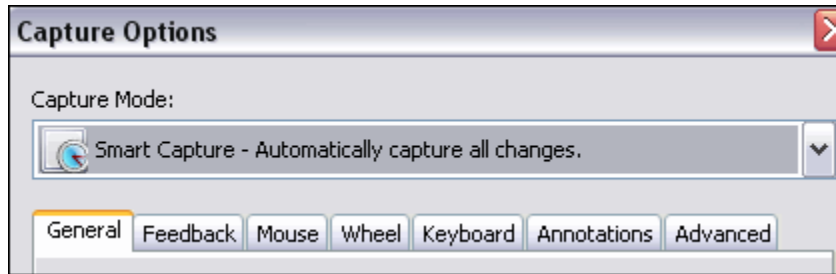 Capture Options
Capture Mode:
Smart Capture - Automatically capture all changes.
General Feedback Mouse Wheel Keyboard Annotations Advanced